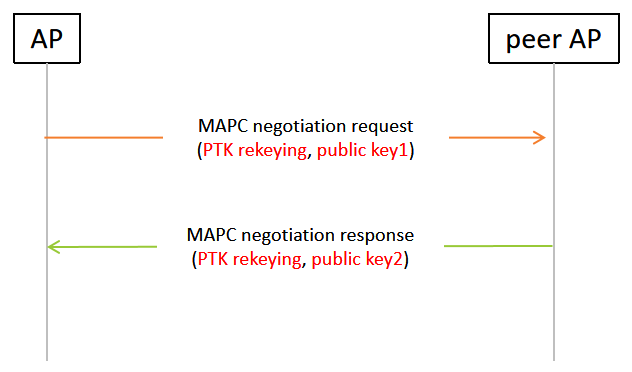 AP
peer AP
MAPC negotiation request
(PTK rekeying, public key1)
MAPC negotiation response
(PTK rekeying, public key2)